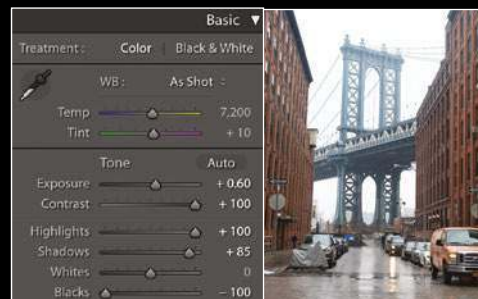 Basic ▼
Treatment : Color | Black & White
WB : As Shot
Temp 7,200
Tint + 10
Tone Auto
Exposure + 0.60
Contrast + 100
Highlights + 100
Shadows + 85
Whites 0
Blacks – 100